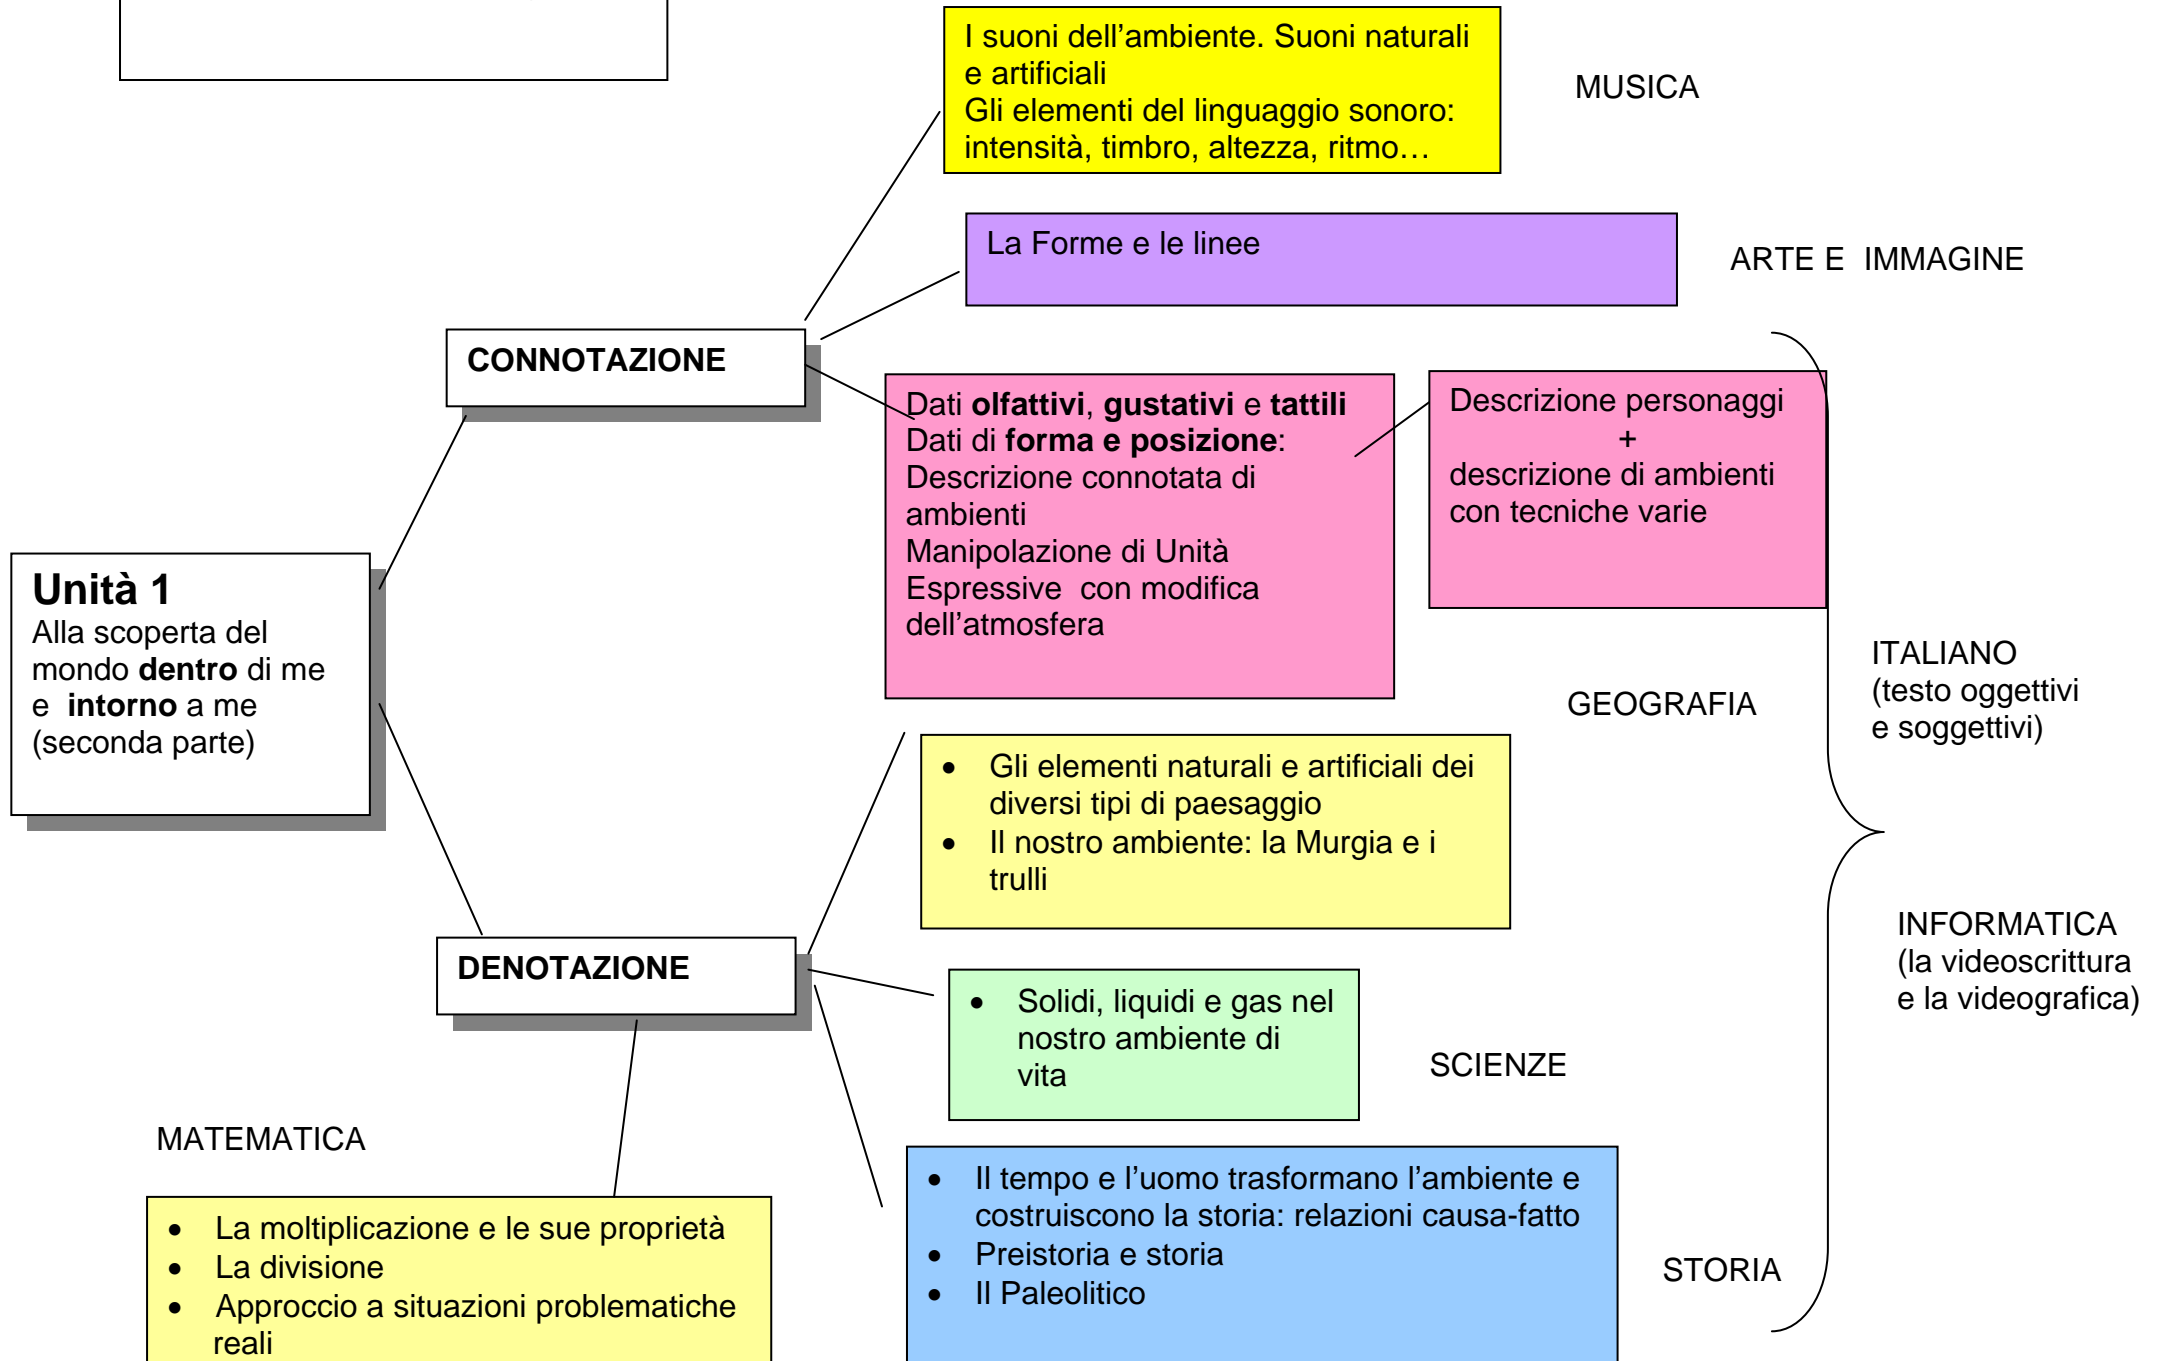 I suoni dell’ambiente. Suoni naturali
e artificiali
Gli elementi del linguaggio sonoro:
intensità, timbro, altezza, ritmo…
MUSICA
La Forme e le linee
ARTE E IMMAGINE
CONNOTAZIONE
Dati olfattivi, gustativi e tattili
Dati di forma e posizione:
Descrizione connotata di
ambienti
Manipolazione di Unità
Espressive con modifica
dell’atmosfera
Descrizione personaggi
+
descrizione di ambienti
con tecniche varie
Unità 1
Alla scoperta del
mondo dentro di me
e intorno a me
(seconda parte)
ITALIANO
(testo oggettivi
e soggettivi)
GEOGRAFIA
• Gli elementi naturali e artificiali dei
diversi tipi di paesaggio
• Il nostro ambiente: la Murgia e i
trulli
INFORMATICA
(la videoscrittura
e la videografica)
DENOTAZIONE
• Solidi, liquidi e gas nel
nostro ambiente di
vita
SCIENZE
MATEMATICA
• La moltiplicazione e le sue proprietà
• La divisione
• Approccio a situazioni problematiche
reali
• Il tempo e l’uomo trasformano l’ambiente e
costruiscono la storia: relazioni causa-fatto
• Preistoria e storia
• Il Paleolitico
STORIA